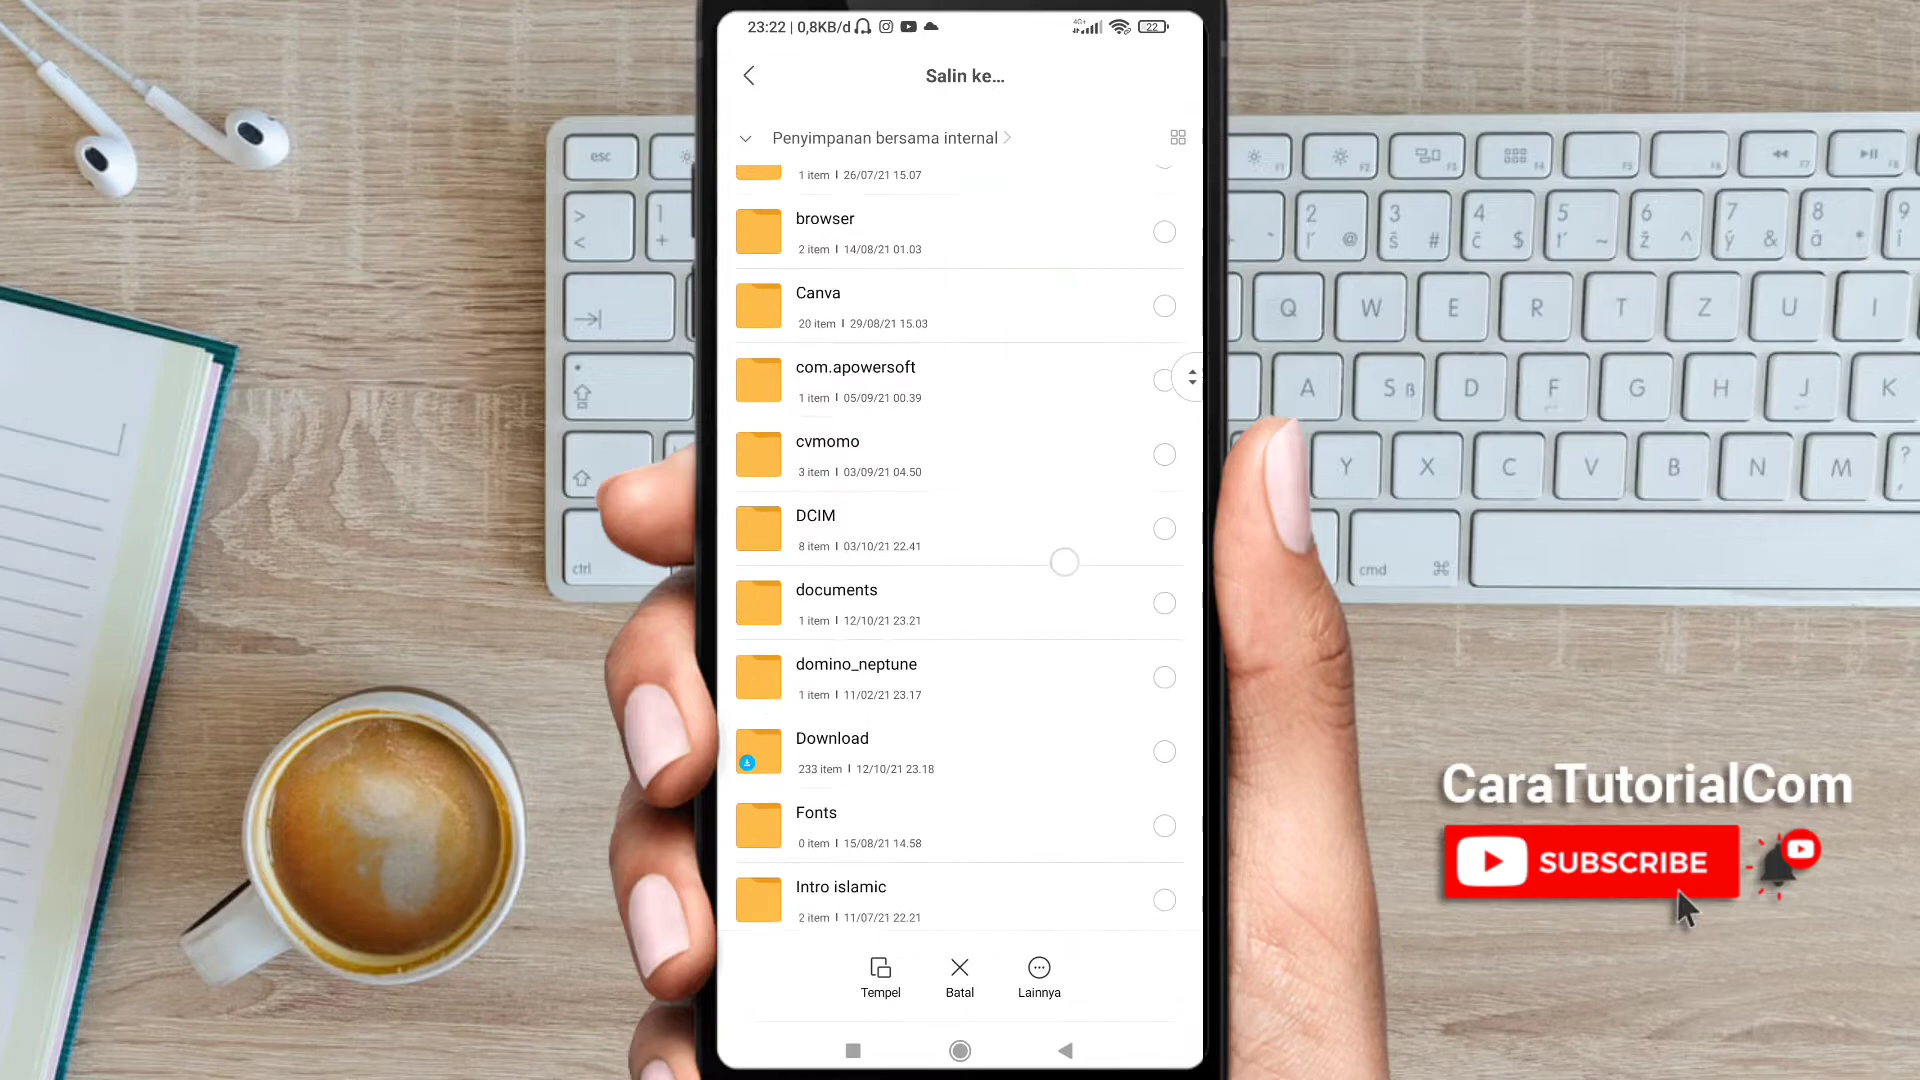 23:22 | 0,8KB/d
4G+
22
Salin ke...
Penyimpanan bersama internal
1 item | 26/07/21 15.07
browser
2 item | 14/08/21 01.03
Canva
20 item | 29/08/21 15.03
com.apowersoft
1 item | 05/09/21 00.39
cvmomo
3 item | 03/09/21 04.50
DCIM
8 item | 03/10/21 22.41
documents
1 item | 12/10/21 23.21
domino_neptune
1 item | 11/02/21 23.17
Download
233 item | 12/10/21 23.18
Fonts
0 item | 15/08/21 14.58
Intro islamic
2 item | 11/07/21 22.21
Tempel
Batal
Lainnya
esc
ctrl
Q W E R T Z U I
A S ß D F G H J K
Y X C V B N M
cmd
CaraTutorialCom
SUBSCRIBE